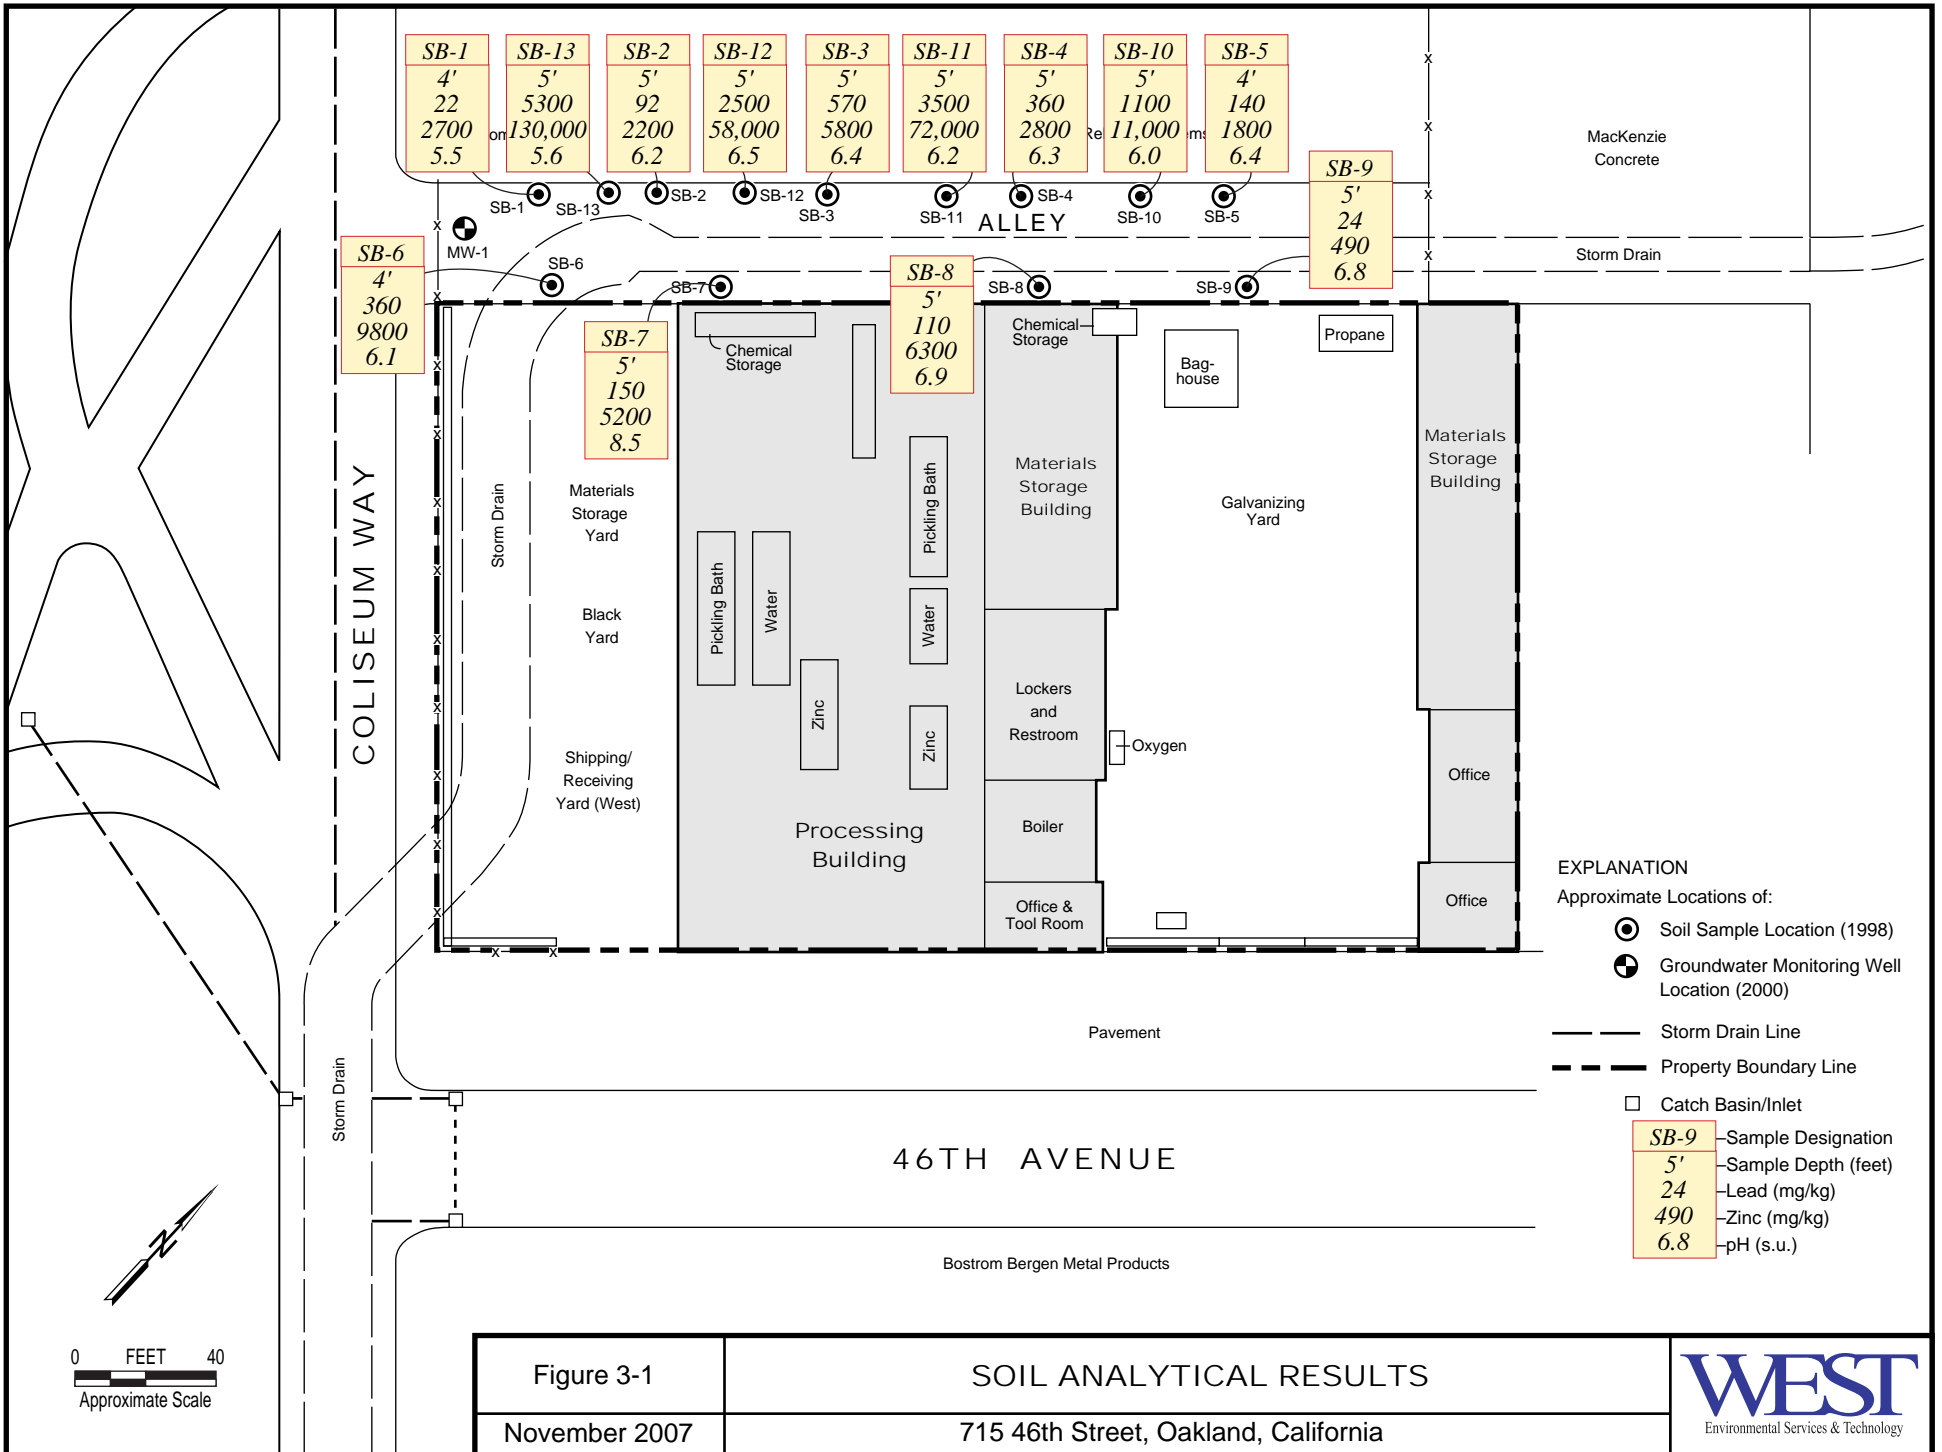 SB-1
4'
22
2700
5.5
SB-13
5'
5300
130,000
5.6
SB-2
5'
92
2200
6.2
SB-12
5'
2500
58,000
6.5
SB-3
5'
570
5800
6.4
SB-11
5'
3500
72,000
6.2
SB-4
5'
360
2800
6.3
SB-10
5'
1100
11,000
6.0
SB-5
4'
140
1800
6.4
SB-9
5'
24
490
6.8
MacKenzie
Concrete
SB-1
SB-13
SB-2
SB-12
SB-3
SB-11
SB-4
SB-10
SB-5
ALLEY
MW-1
Storm Drain
SB-6
4'
360
9800
6.1
SB-6
SB-7
SB-8
5'
110
6300
6.9
SB-8
SB-9
SB-7
5'
150
5200
8.5
Chemical
Storage
Chemical
Storage
Bag-
house
Propane
COLISEUM WAY
Storm Drain
Materials
Storage
Yard
Black
Yard
Shipping/
Receiving
Yard (West)
Pickling Bath
Water
Zinc
Pickling Bath
Water
Zinc
Processing
Building
Materials
Storage
Building
Lockers
and
Restroom
Oxygen
Boiler
Office &
Tool Room
Galvanizing
Yard
Materials
Storage
Building
Office
Office
EXPLANATION
Approximate Locations of:
Soil Sample Location (1998)
Groundwater Monitoring Well
Location (2000)
Storm Drain Line
Property Boundary Line
Catch Basin/Inlet
SB-9 Sample Designation
5' Sample Depth (feet)
24 Lead (mg/kg)
490 Zinc (mg/kg)
6.8 pH (s.u.)
Pavement
Storm Drain
46TH AVENUE
Bostrom Bergen Metal Products
N
0 FEET 40
Approximate Scale
Figure 3-1
SOIL ANALYTICAL RESULTS
November 2007
715 46th Street, Oakland, California
WEST
Environmental Services & Technology